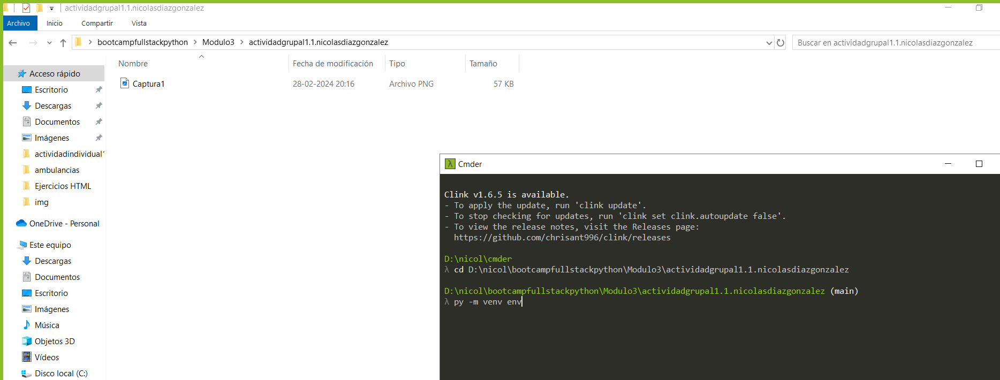 actividadgrupal1.1.nicolasdiazgonzalez
Archivo Inicio Compartir Vista
bootcampfullstackpython Modulo3 actividadgrupal1.1.nicolasdiazgonzalez Buscar en actividadgrupal1.1.nicolasdiazgonzalez
Nombre Fecha de modificación Tipo Tamaño
Captura1 28-02-2024 20:16 Archivo PNG 57 KB
Acceso rápido
Escritorio
Descargas
Documentos
Imágenes
actividadindividual1
ambulancias
Ejercicios HTML
img
OneDrive - Personal
Este equipo
Descargas
Documentos
Escritorio
Imágenes
Música
Objetos 3D
Vídeos
Disco local (C:)
λ Cmder
Clink v1.6.5 is available.
- To apply the update, run 'clink update'.
- To stop checking for updates, run 'clink set clink.autoupdate false'.
- To view the release notes, visit the Releases page:
https://github.com/chrisant996/clink/releases
D:\nicol\cmder
λ cd D:\nicol\bootcampfullstackpython\Modulo3\actividadgrupal1.1.nicolasdiazgonzalez
D:\nicol\bootcampfullstackpython\Modulo3\actividadgrupal1.1.nicolasdiazgonzalez (main)
λ py -m venv env